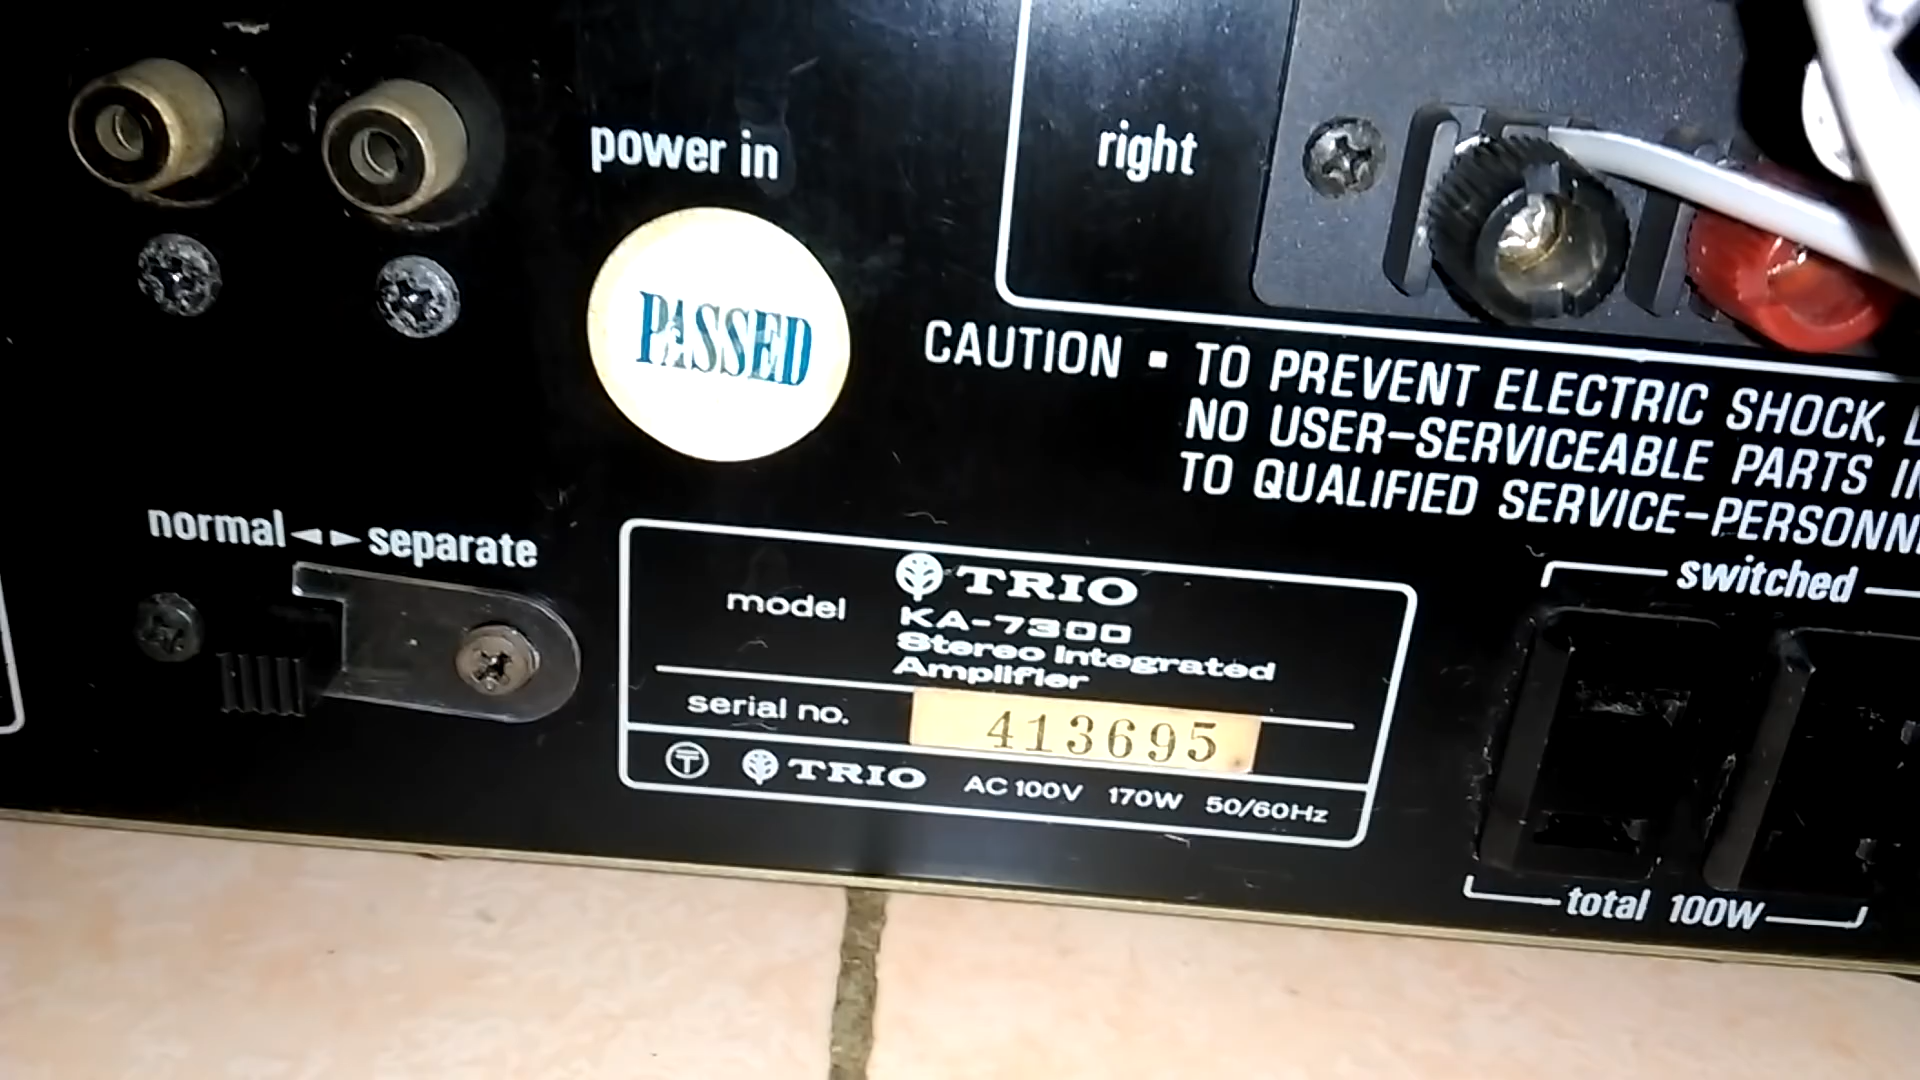 power in
right
PASSED
CAUTION ▪ TO PREVENT ELECTRIC SHOCK,
NO USER-SERVICEABLE PARTS
TO QUALIFIED SERVICE-PERSONN
normal ◄ ► separate
switched
TRIO
model KA-7300
Stereo Integrated
Amplifier
serial no. 413695
T TRIO AC 100V 170W 50/60Hz
total 100W